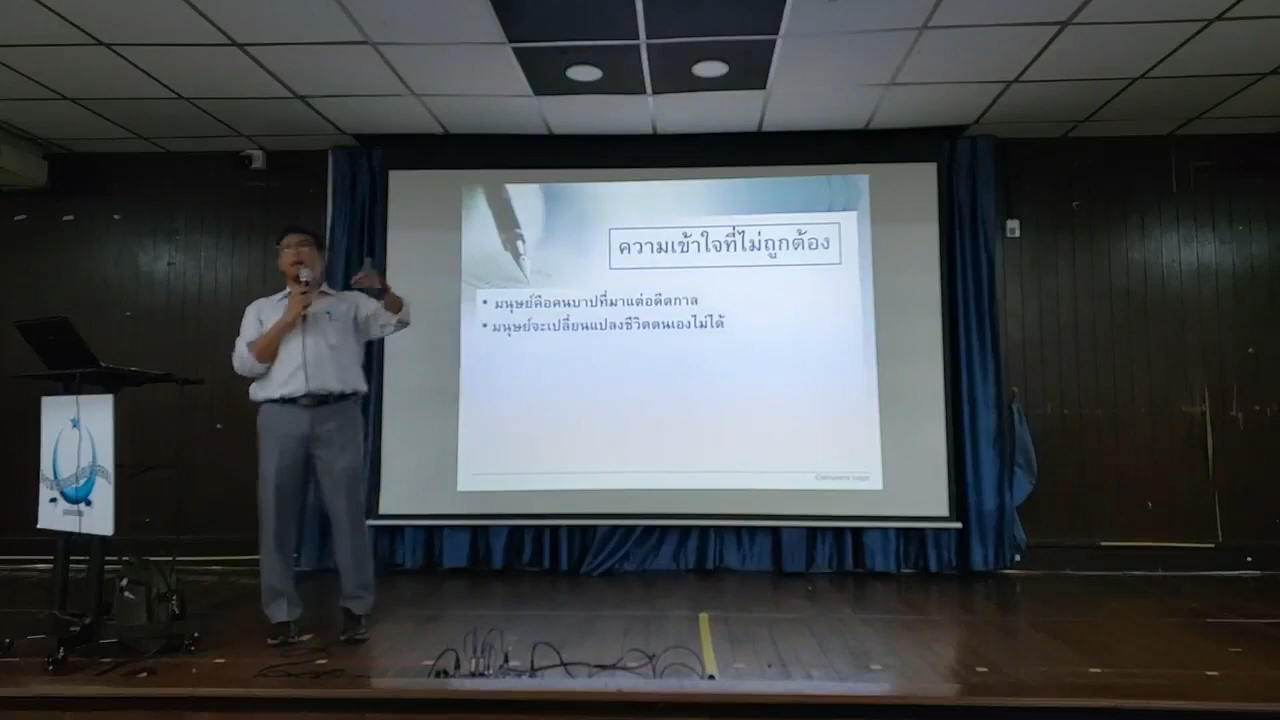 ความเข้าใจที่ไม่ถูกต้อง
• มนุษย์คือคนบาปที่มาแต่อดีตกาล
• มนุษย์จะเปลี่ยนแปลงชีวิตตนเองไม่ได้
Company Logo